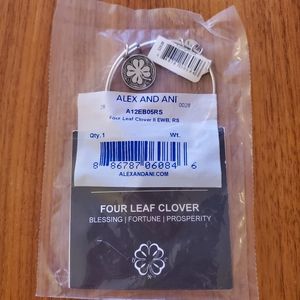 ALEX AND ANI
0028
A12EB05RS
Four Leaf Clover II EWB, RS
Qty. 1 Wt.
8 86787 06084 6
ALEXANDANI.COM
FOUR LEAF CLOVER
BLESSING | FORTUNE | PROSPERITY